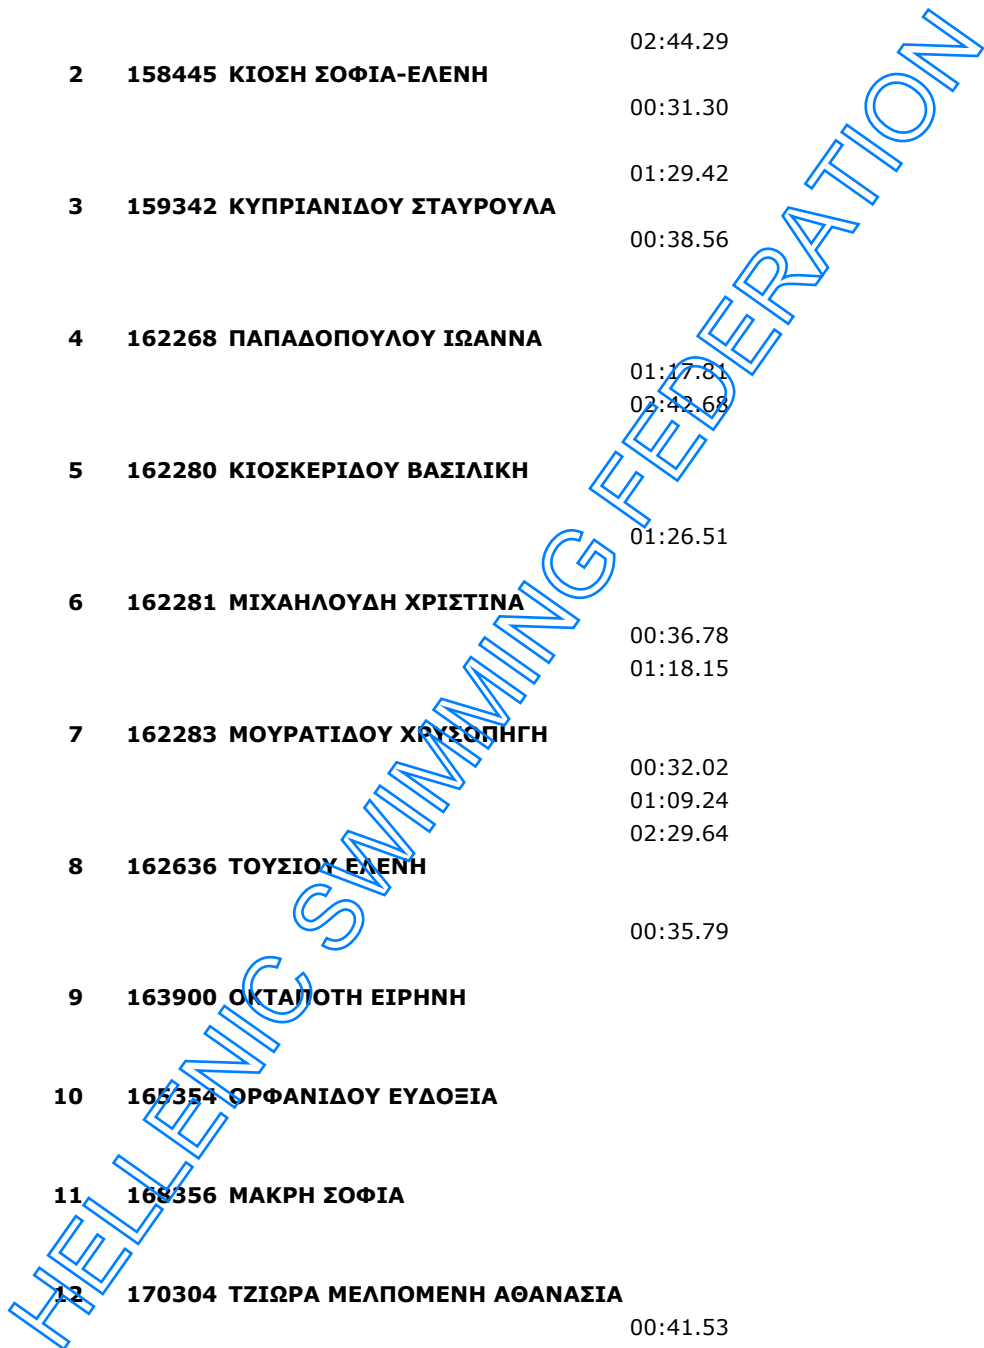 02:44.29
2 158445 ΚΙΟΣΗ ΣΟΦΙΑ-ΕΛΕΝΗ
00:31.30
01:29.42
3 159342 ΚΥΠΡΙΑΝΙΔΟΥ ΣΤΑΥΡΟΥΛΑ
00:38.56
4 162268 ΠΑΠΑΔΟΠΟΥΛΟΥ ΙΩΑΝΝΑ
01:17.81
02:42.68
5 162280 ΚΙΟΣΚΕΡΙΔΟΥ ΒΑΣΙΛΙΚΗ
01:26.51
6 162281 ΜΙΧΑΗΛΟΥΔΗ ΧΡΙΣΤΙΝΑ
00:36.78
01:18.15
7 162283 ΜΟΥΡΑΤΙΔΟΥ ΧΡΥΣΟΠΗΓΗ
00:32.02
01:09.24
02:29.64
8 162636 ΤΟΥΣΙΟΥ ΕΛΕΝΗ
00:35.79
9 163900 ΟΚΤΑΠΟΤΗ ΕΙΡΗΝΗ
10 165354 ΟΡΦΑΝΙΔΟΥ ΕΥΔΟΞΙΑ
11 168356 ΜΑΚΡΗ ΣΟΦΙΑ
12 170304 ΤΖΙΩΡΑ ΜΕΛΠΟΜΕΝΗ ΑΘΑΝΑΣΙΑ
00:41.53
HELLENIC SWIMMING FEDERATION